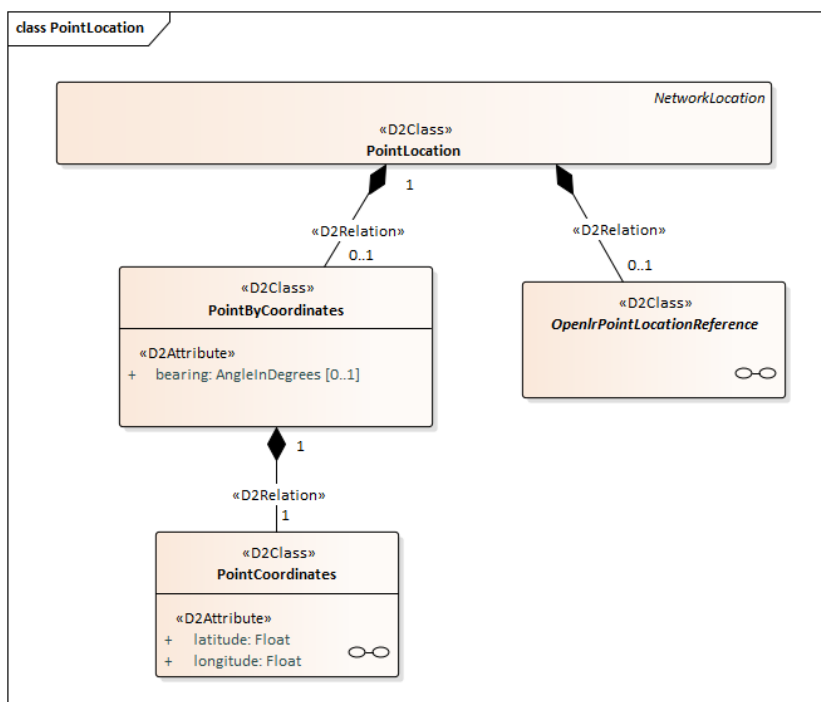 class PointLocation
NetworkLocation
«D2Class»
PointLocation
1
«D2Relation»
0..1
«D2Relation»
0..1
«D2Class»
PointByCoordinates
«D2Attribute»
+ bearing: AngleInDegrees [0..1]
«D2Class»
OpenlrPointLocationReference
1
«D2Relation»
1
«D2Class»
PointCoordinates
«D2Attribute»
+ latitude: Float
+ longitude: Float